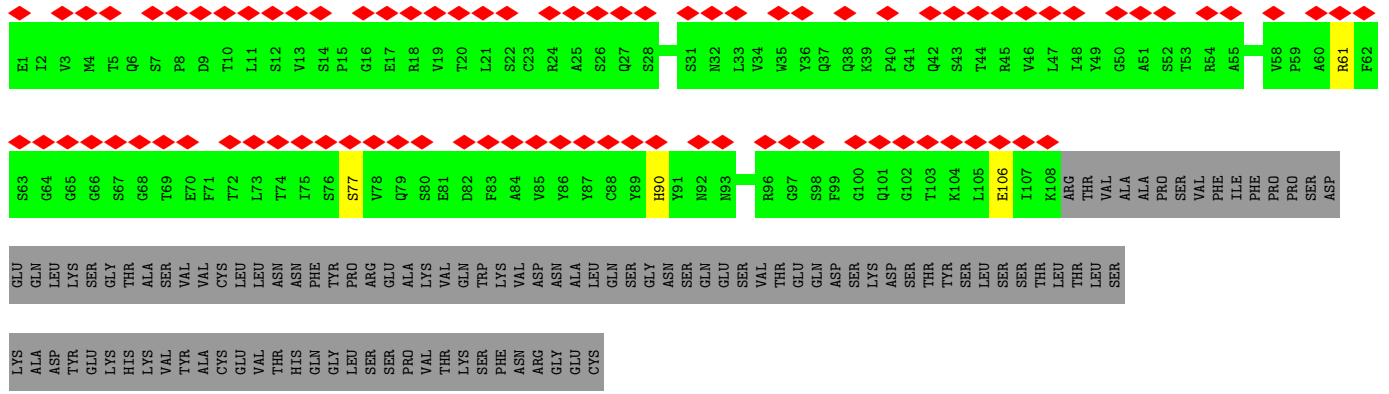 E1 I2 V3 M4 T5 Q6 S7 P8 D9 T10 L11 S12 V13 S14 P15 G16 E17 R18 V19 T20 L21 S22 C23 R24 A25 S26 Q27 S28 S31 N32 L33 V34 W35 Y36 Q37 Q38 K39 P40 G41 Q42 S43 T44 R45 V46 L47 I48 Y49 G50 A51 S52 T53 R54 A55 V58 P59 A60 R61 F62
S63 G64 G65 G66 S67 G68 T69 E70 F71 T72 L73 T74 I75 S76 S77 V78 Q79 S80 E81 D82 F83 A84 V85 Y86 Y87 C88 Y89 H90 Y91 N92 N93 R96 G97 S98 F99 G100 Q101 G102 T103 K104 L105 E106 I107 K108 ARG THR VAL ALA ALA PRO SER VAL PHE ILE PHE PRO PRO SER ASP
GLU GLN LEU LYS SER GLY THR ALA SER VAL VAL CYS LEU LEU ASN ASN PHE TYR PRO ARG GLU ALA LYS VAL GLN TRP LYS VAL ASP ASN ALA LEU GLN SER GLY ASN SER GLN GLU SER VAL THR GLU GLN ASP SER LYS ASP SER THR TYR SER LEU SER SER THR LEU THR LEU SER
LYS ALA ASP TYR GLU LYS HIS LYS VAL TYR ALA CYS GLU VAL THR HIS GLN GLY LEU SER SER PRO VAL THR LYS SER PHE ASN ARG GLY GLU CYS